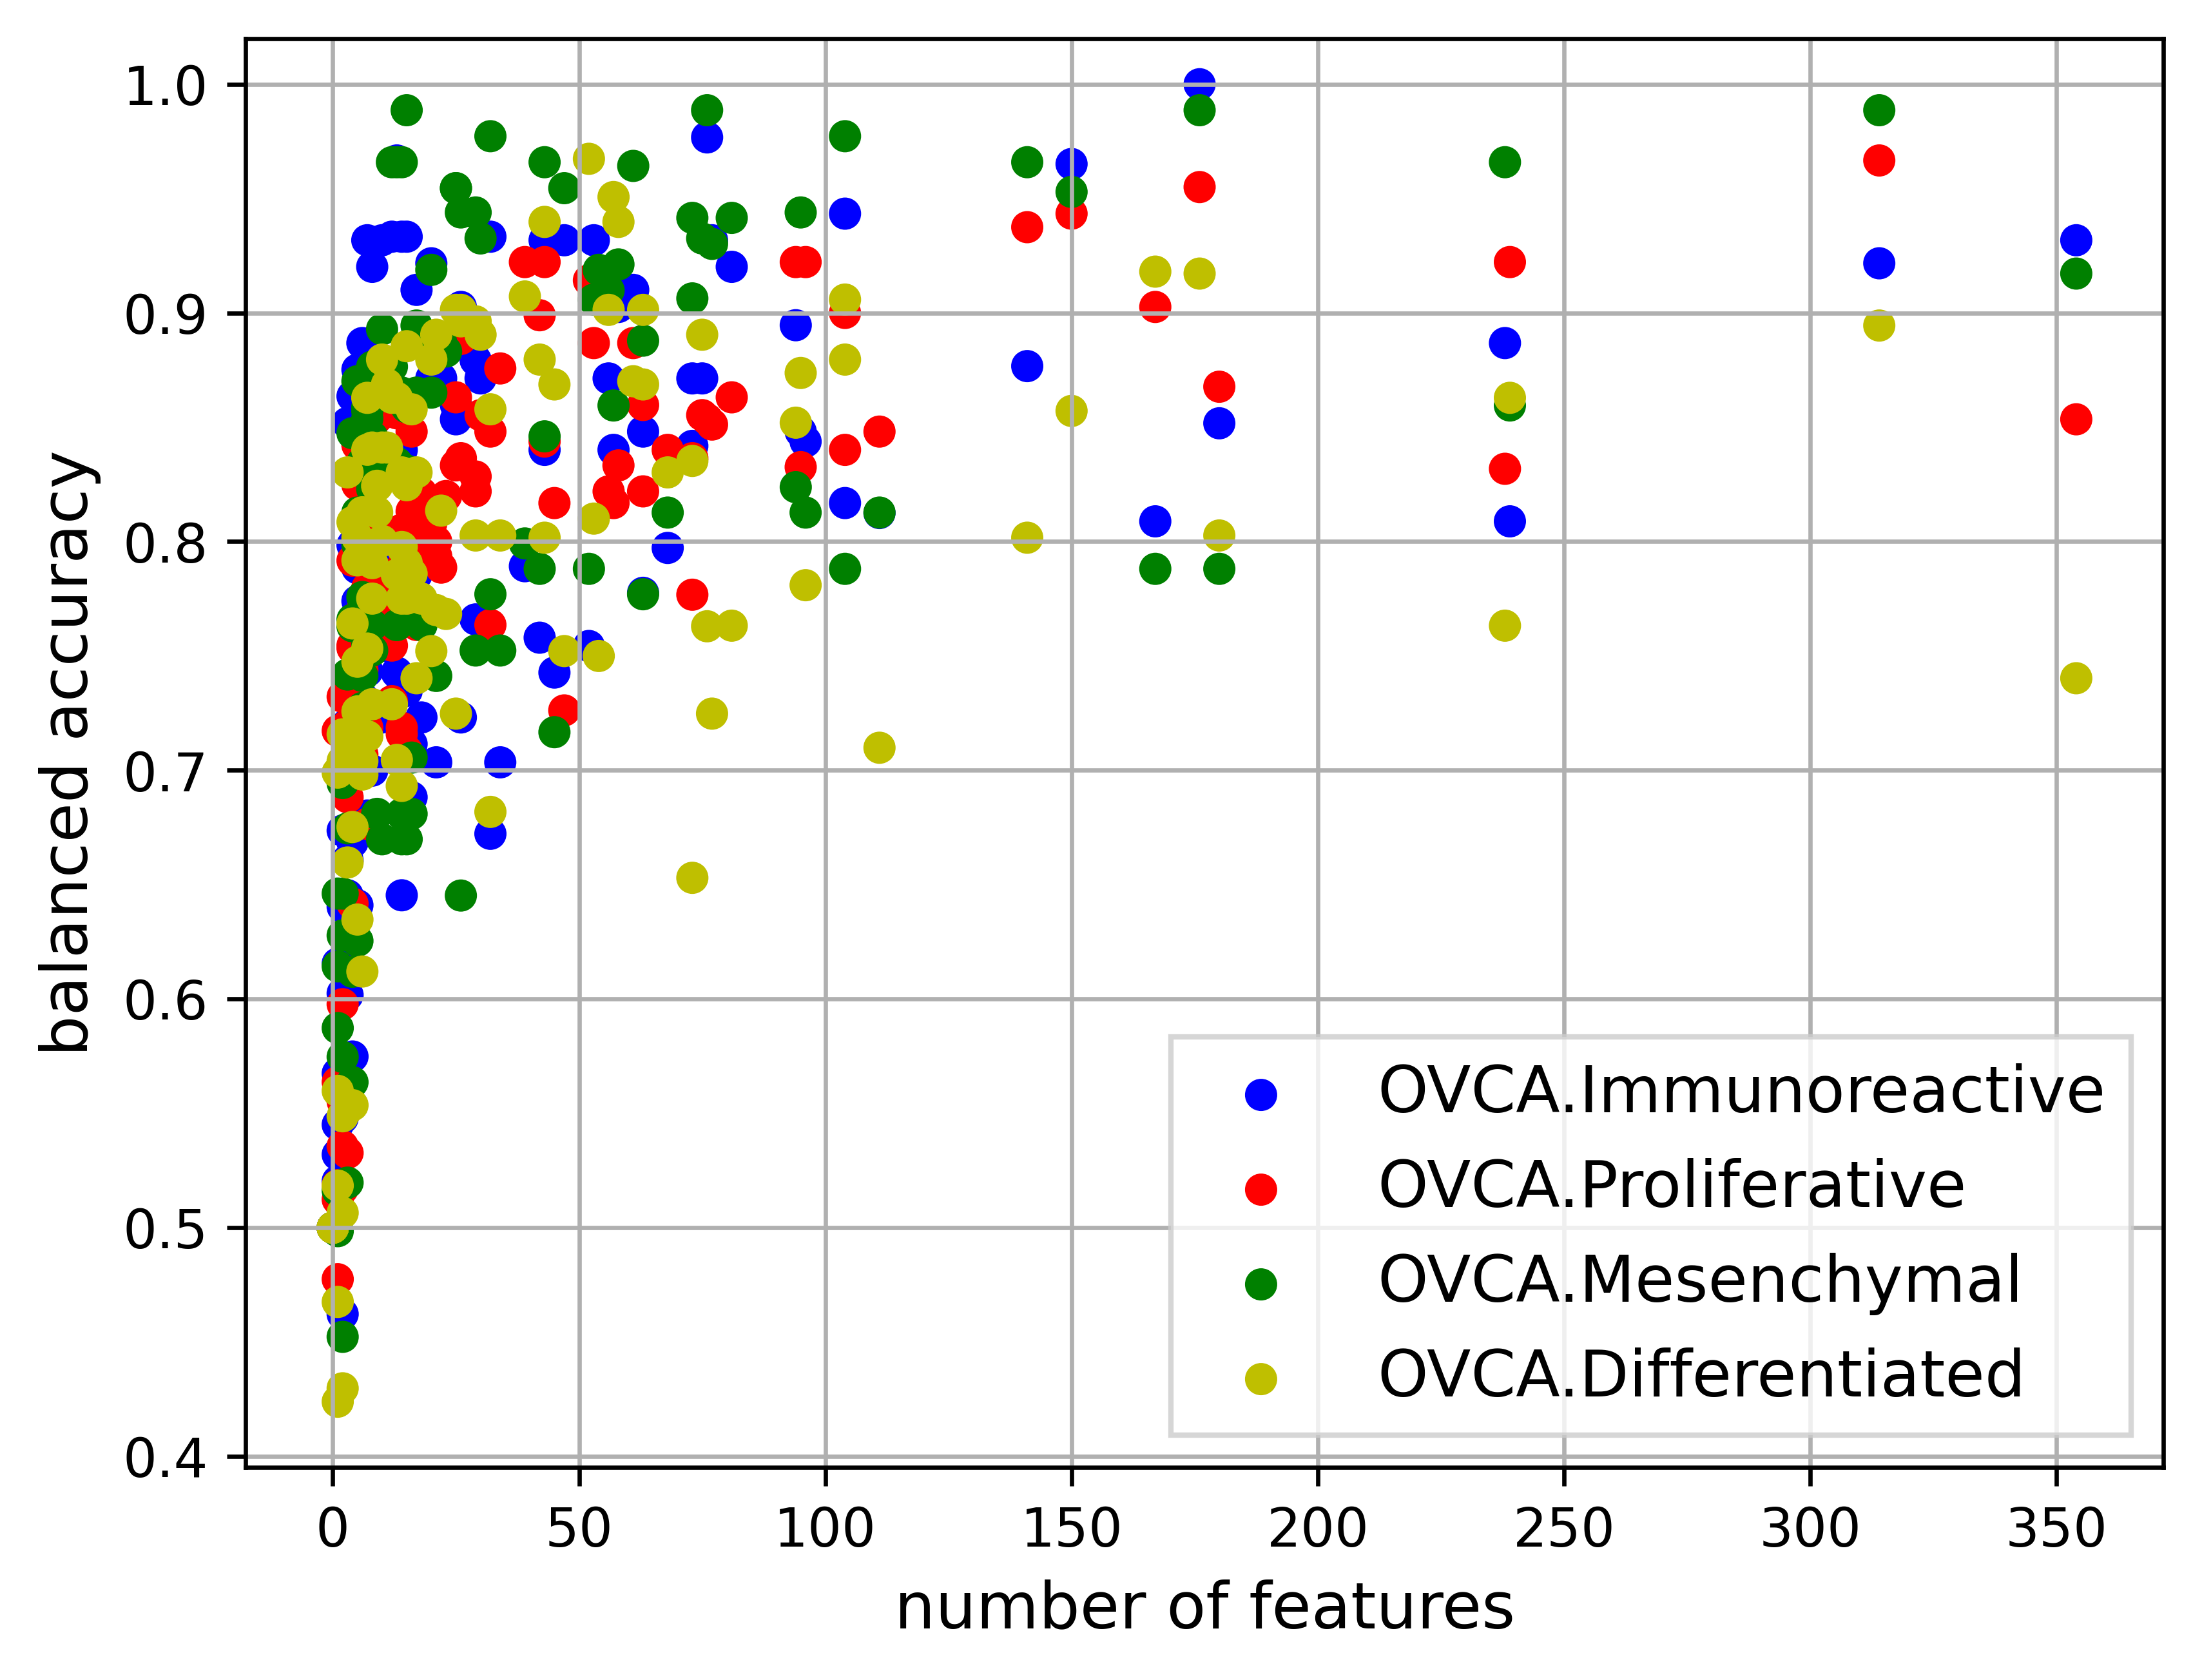 1.0
0.9
0.8
0.7
0.6
0.5
0.4
balanced accuracy
0 50 100 150 200 250 300 350
number of features
OVCA.Immunoreactive
OVCA.Proliferative
OVCA.Mesenchymal
OVCA.Differentiated